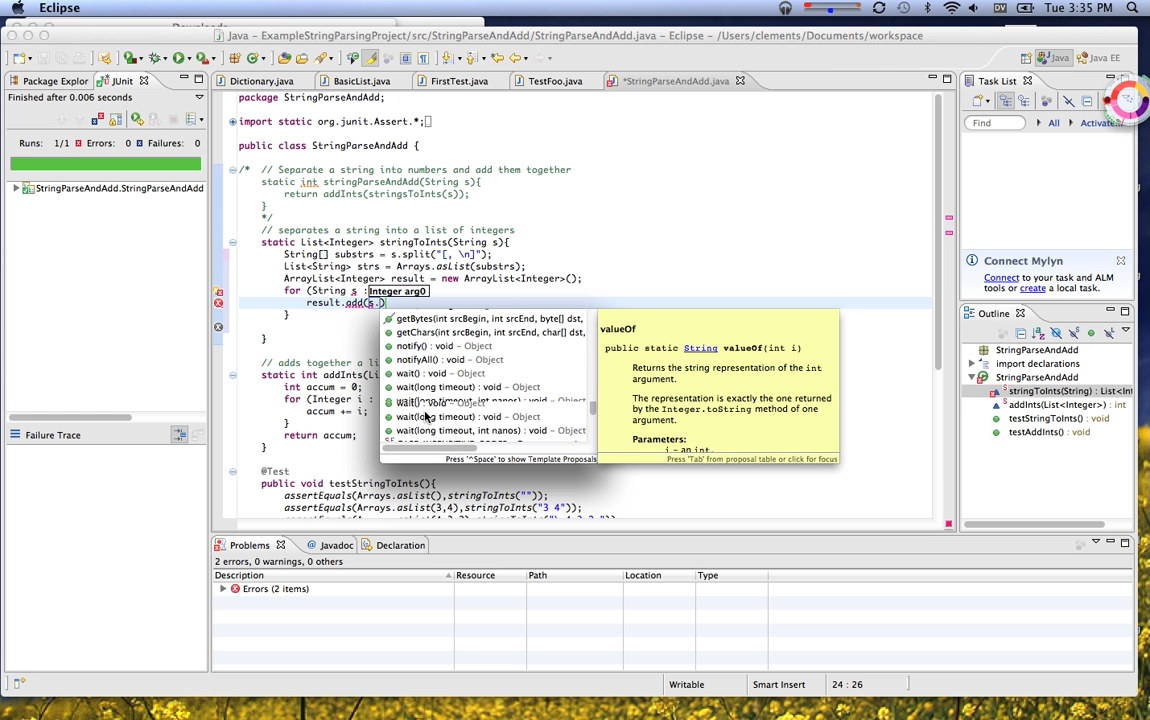 Eclipse
DV
Tue 3:35 PM
Java – ExampleStringParsingProject/src/StringParseAndAdd/StringParseAndAdd.java – Eclipse – /Users/clements/Documents/workspace
Java
Java EE
Package Explor
JUnit
Dictionary.java
BasicList.java
FirstTest.java
TestFoo.java
*StringParseAndAdd.java
Task List
Finished after 0.006 seconds
Runs: 1/1
Errors: 0
Failures: 0
StringParseAndAdd.StringParseAndAdd
Failure Trace
package StringParseAndAdd;
import static org.junit.Assert.*;
public class StringParseAndAdd {
/* // Separate a string into numbers and add them together
static int stringParseAndAdd(String s){
return addInts(stringsToInts(s));
}
*/
// separates a string into a list of integers
static List<Integer> stringToInts(String s){
String[] substrs = s.split("[, \n]");
List<String> strs = Arrays.asList(substrs);
ArrayList<Integer> result = new ArrayList<Integer>();
for (String s :
Integer arg0
result.add(s.)
}
}
// adds together a li
static int addInts(Li
int accum = 0;
for (Integer i :
accum += i;
}
return accum;
}
@Test
public void testStringToInts(){
assertEquals(Arrays.asList(),stringToInts(""));
assertEquals(Arrays.asList(3,4),stringToInts("3 4"));
getBytes(int srcBegin, int srcEnd, byte[] dst,
getChars(int srcBegin, int srcEnd, char[] dst,
notify() : void – Object
notifyAll() : void – Object
wait() : void – Object
wait(long timeout) : void – Object
wait() : void – Object
wait(long timeout) : void – Object
wait(long timeout, int nanos) : void – Object
Press '^Space' to show Template Proposals
valueOf
public static String valueOf(int i)
Returns the string representation of the int
argument.
The representation is exactly the one returned
by the Integer.toString method of one
argument.
Parameters:
i – an int.
Press 'Tab' from proposal table or click for focus
Find
All
Activate...
Connect Mylyn
Connect to your task and ALM
tools or create a local task.
Outline
StringParseAndAdd
import declarations
StringParseAndAdd
stringToInts(String) : List<Int
addInts(List<Integer>) : int
testStringToInts() : void
testAddInts() : void
Problems
Javadoc
Declaration
2 errors, 0 warnings, 0 others
Description
Resource
Path
Location
Type
Errors (2 items)
Writable
Smart Insert
24 : 26